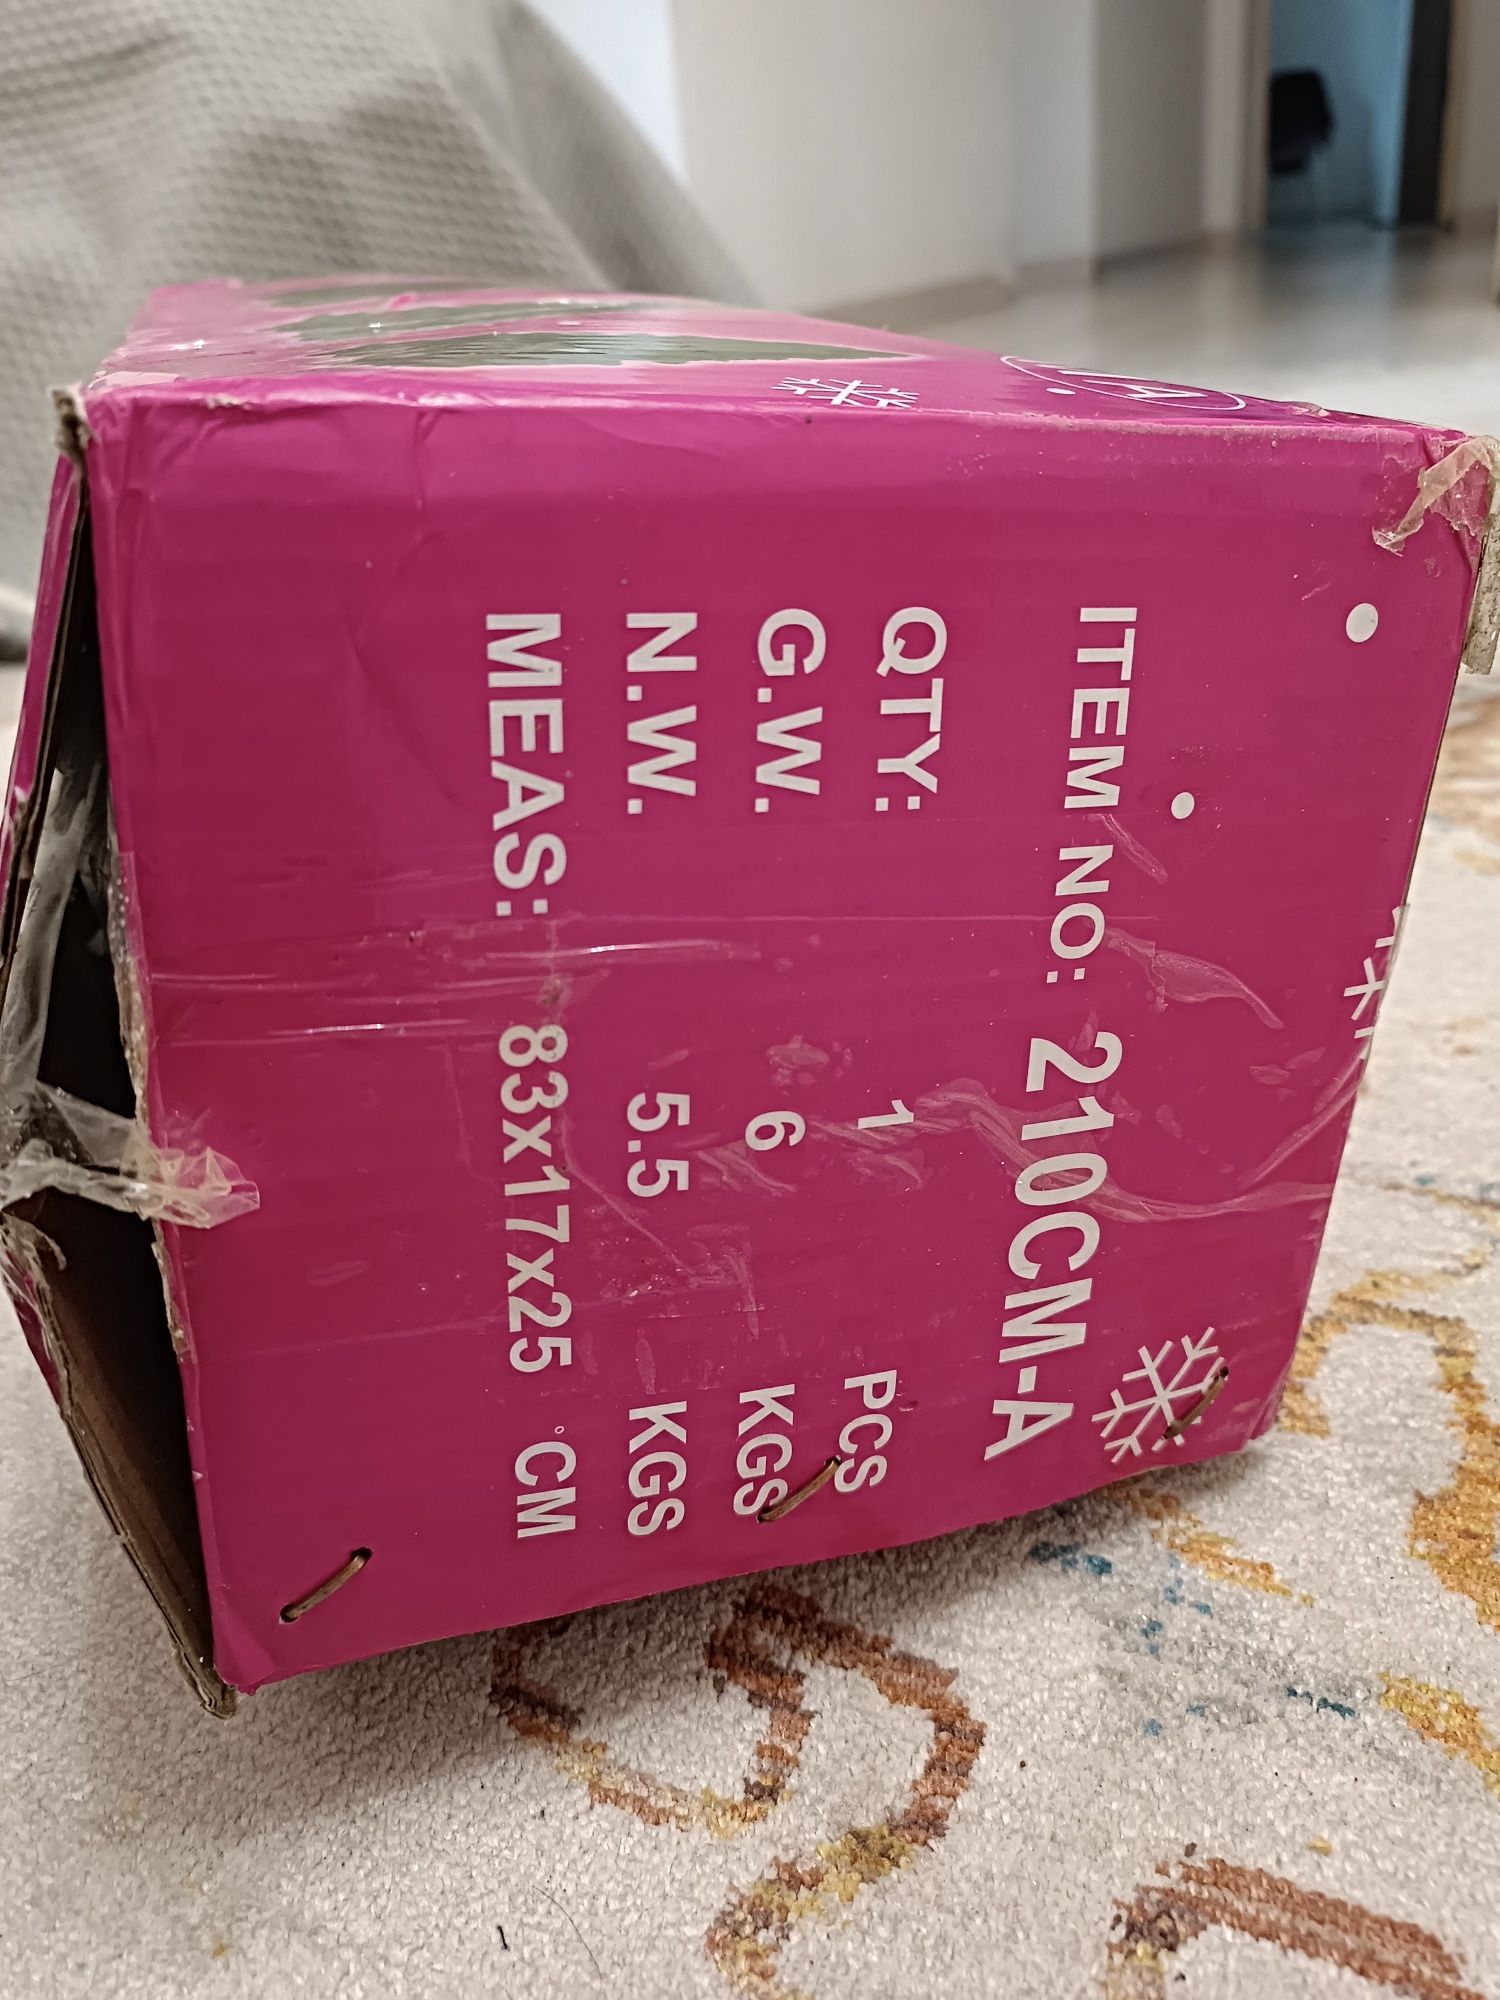 ITEM NO: 210CM-A
QTY: 1 PCS
G.W. 6 KGS
N.W. 5.5 KGS
MEAS: 83x17x25 CM